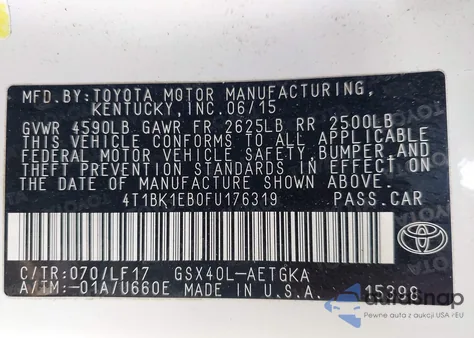 MFD.BY:TOYOTA MOTOR MANUFACTURING,
KENTUCKY,INC.06/15
GVWR 4590LB GAWR FR 2625LB RR 2500LB
THIS VEHICLE CONFORMS TO ALL APPLICABLE
FEDERAL MOTOR VEHICLE SAFETY,BUMPER,AND
THEFT PREVENTION STANDARDS IN EFFECT ON
THE DATE OF MANUFACTURE SHOWN ABOVE.
4T1BK1EB0FU176319 PASS.CAR
C/TR:070/LF17 GSX40L-AETGKA
A/TM:-01A/U660E MADE IN U.S.A. 15398
TOYOTA
autosnap
Pewne auta z aukcji USA i EU